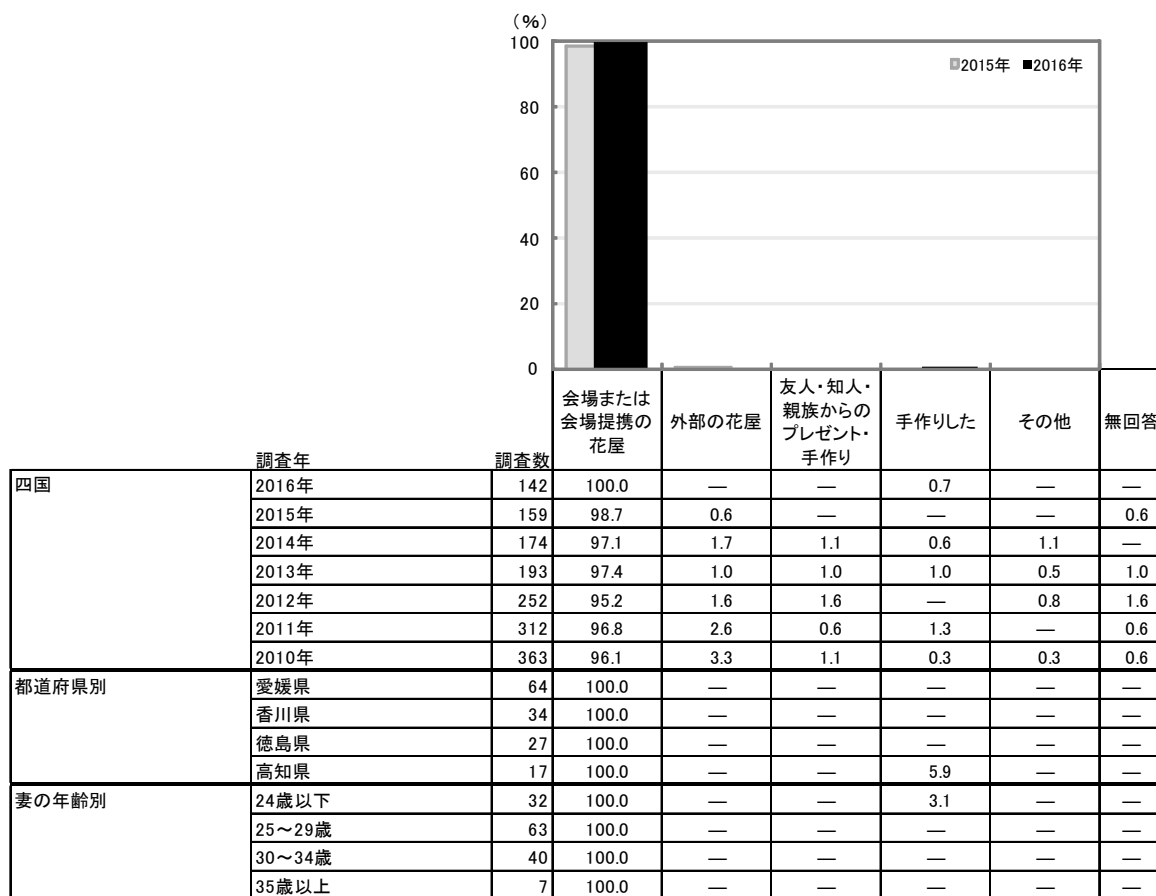 （％）
100
80
60
40
20
0
2015年 2016年
調査年 調査数 会場または会場提携の花屋 外部の花屋 友人・知人・親族からのプレゼント・手作り 手作りした その他 無回答
四国 2016年 142 100.0 — — 0.7 — —
2015年 159 98.7 0.6 — — — 0.6
2014年 174 97.1 1.7 1.1 0.6 1.1 —
2013年 193 97.4 1.0 1.0 1.0 0.5 1.0
2012年 252 95.2 1.6 1.6 — 0.8 1.6
2011年 312 96.8 2.6 0.6 1.3 — 0.6
2010年 363 96.1 3.3 1.1 0.3 0.3 0.6
都道府県別 愛媛県 64 100.0 — — — — —
香川県 34 100.0 — — — — —
徳島県 27 100.0 — — — — —
高知県 17 100.0 — — 5.9 — —
妻の年齢別 24歳以下 32 100.0 — — 3.1 — —
25～29歳 63 100.0 — — — — —
30～34歳 40 100.0 — — — — —
35歳以上 7 100.0 — — — — —